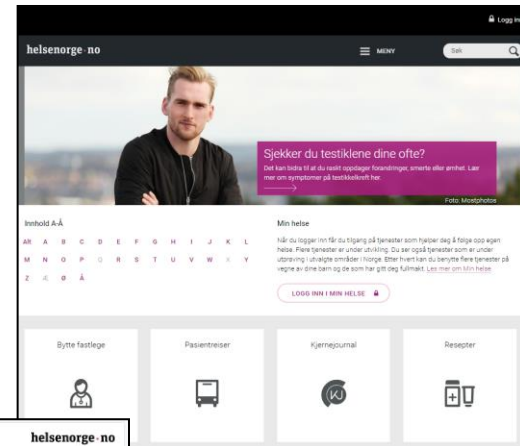 Logg inn
helsenorge·no
MENY
Søk
Sjekker du testiklene dine ofte?
Det kan bidra til at du raskt oppdager forandringer, smerte eller ømhet. Lær
mer om symptomer på testikkelkreft her.
Foto: Mostphotos
Innhold A-Å
Alt A B C D E F G H I J K L
M N O P Q R S T U V W X Y
Z Æ Ø Å
Min helse
Når du logger inn får du tilgang på tjenester som hjelper deg å følge opp egen
helse. Flere tjenester er under utvikling. Du ser også tjenester som er under
utprøving i utvalgte områder i Norge. Etter hvert kan du benytte flere tjenester på
vegne av dine barn og de som har gitt deg fullmakt. Les mer om Min helse
LOGG INN I MIN HELSE
Bytte fastlege
Pasientreiser
Kjernejournal
Resepter
helsenorge·no